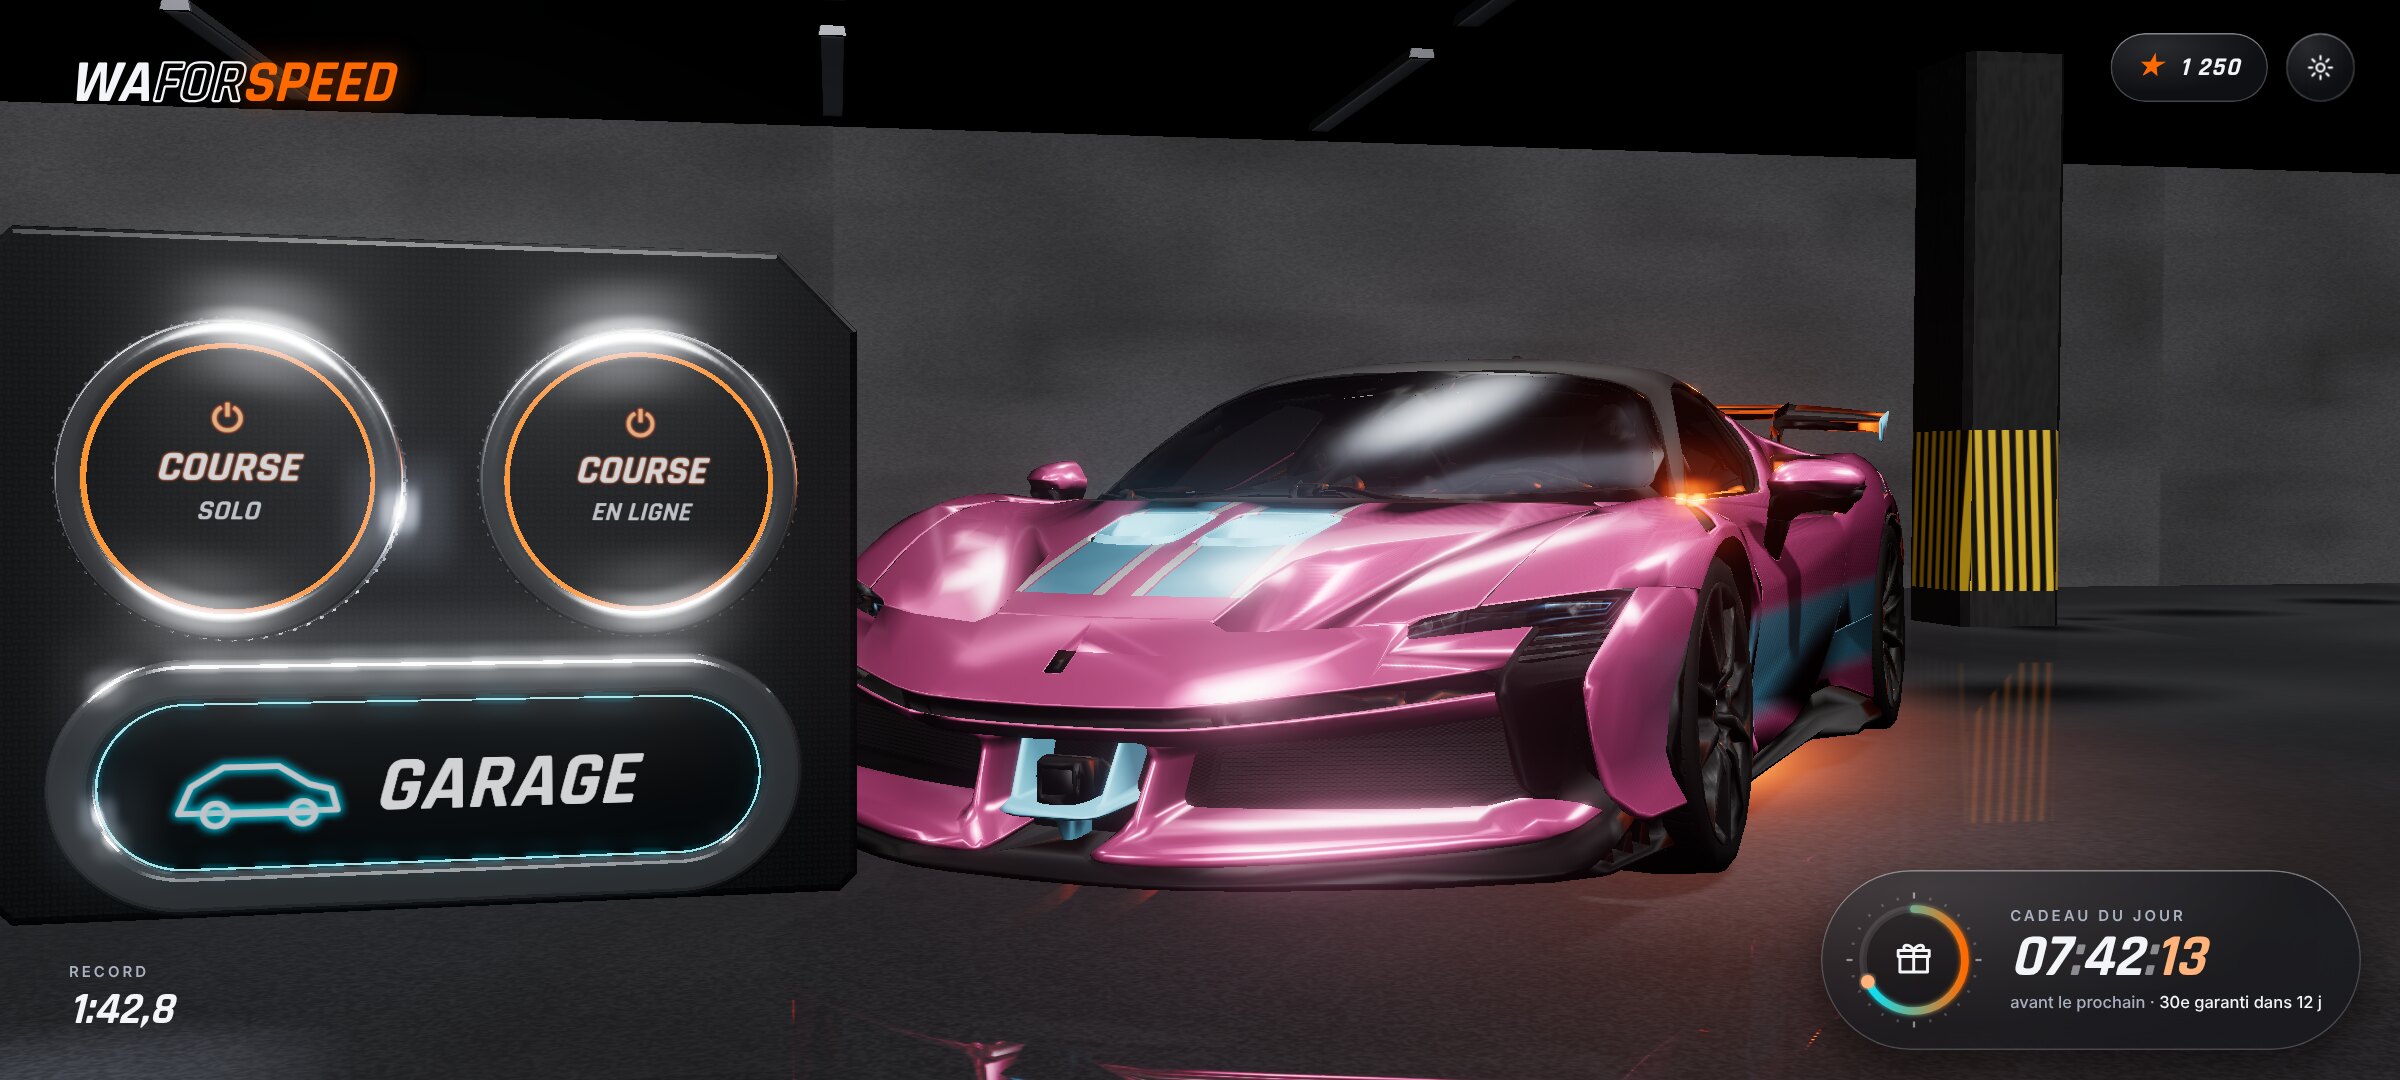 WAFORSPEED
1 250
COURSE
SOLO
COURSE
EN LIGNE
GARAGE
RECORD
1:42,8
CADEAU DU JOUR
07:42:13
avant le prochain · 30e garanti dans 12 j